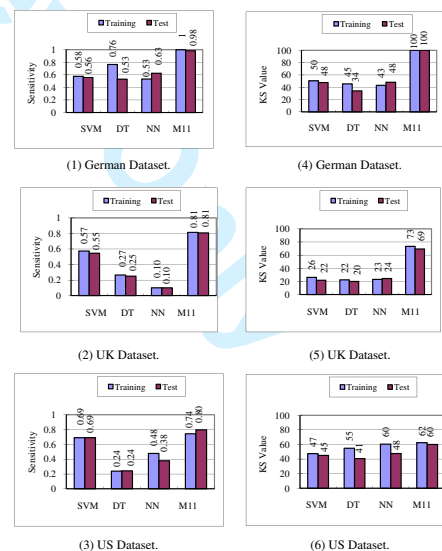 Training Test
Sensitivity
1
0.8
0.6
0.4
0.2
0
0.58 0.56 0.76 0.53 0.53 0.63 1 0.98
SVM DT NN M11
(1) German Dataset.
Training Test
KS Value
100
80
60
40
20
0
50 48 45 34 43 48 100 100
SVM DT NN M11
(4) German Dataset.
Training Test
Sensitivity
1
0.8
0.6
0.4
0.2
0
0.57 0.55 0.27 0.25 0.10 0.10 0.81 0.81
SVM DT NN M11
(2) UK Dataset.
Training Test
KS Value
100
80
60
40
20
0
26 22 22 20 23 24 73 69
SVM DT NN M11
(5) UK Dataset.
Training Test
Sensitivity
1
0.8
0.6
0.4
0.2
0
0.69 0.69 0.24 0.24 0.48 0.38 0.74 0.80
SVM DT NN M11
(3) US Dataset.
Training Test
KS Value
100
80
60
40
20
0
47 45 55 41 60 48 62 60
SVM DT NN M11
(6) US Dataset.